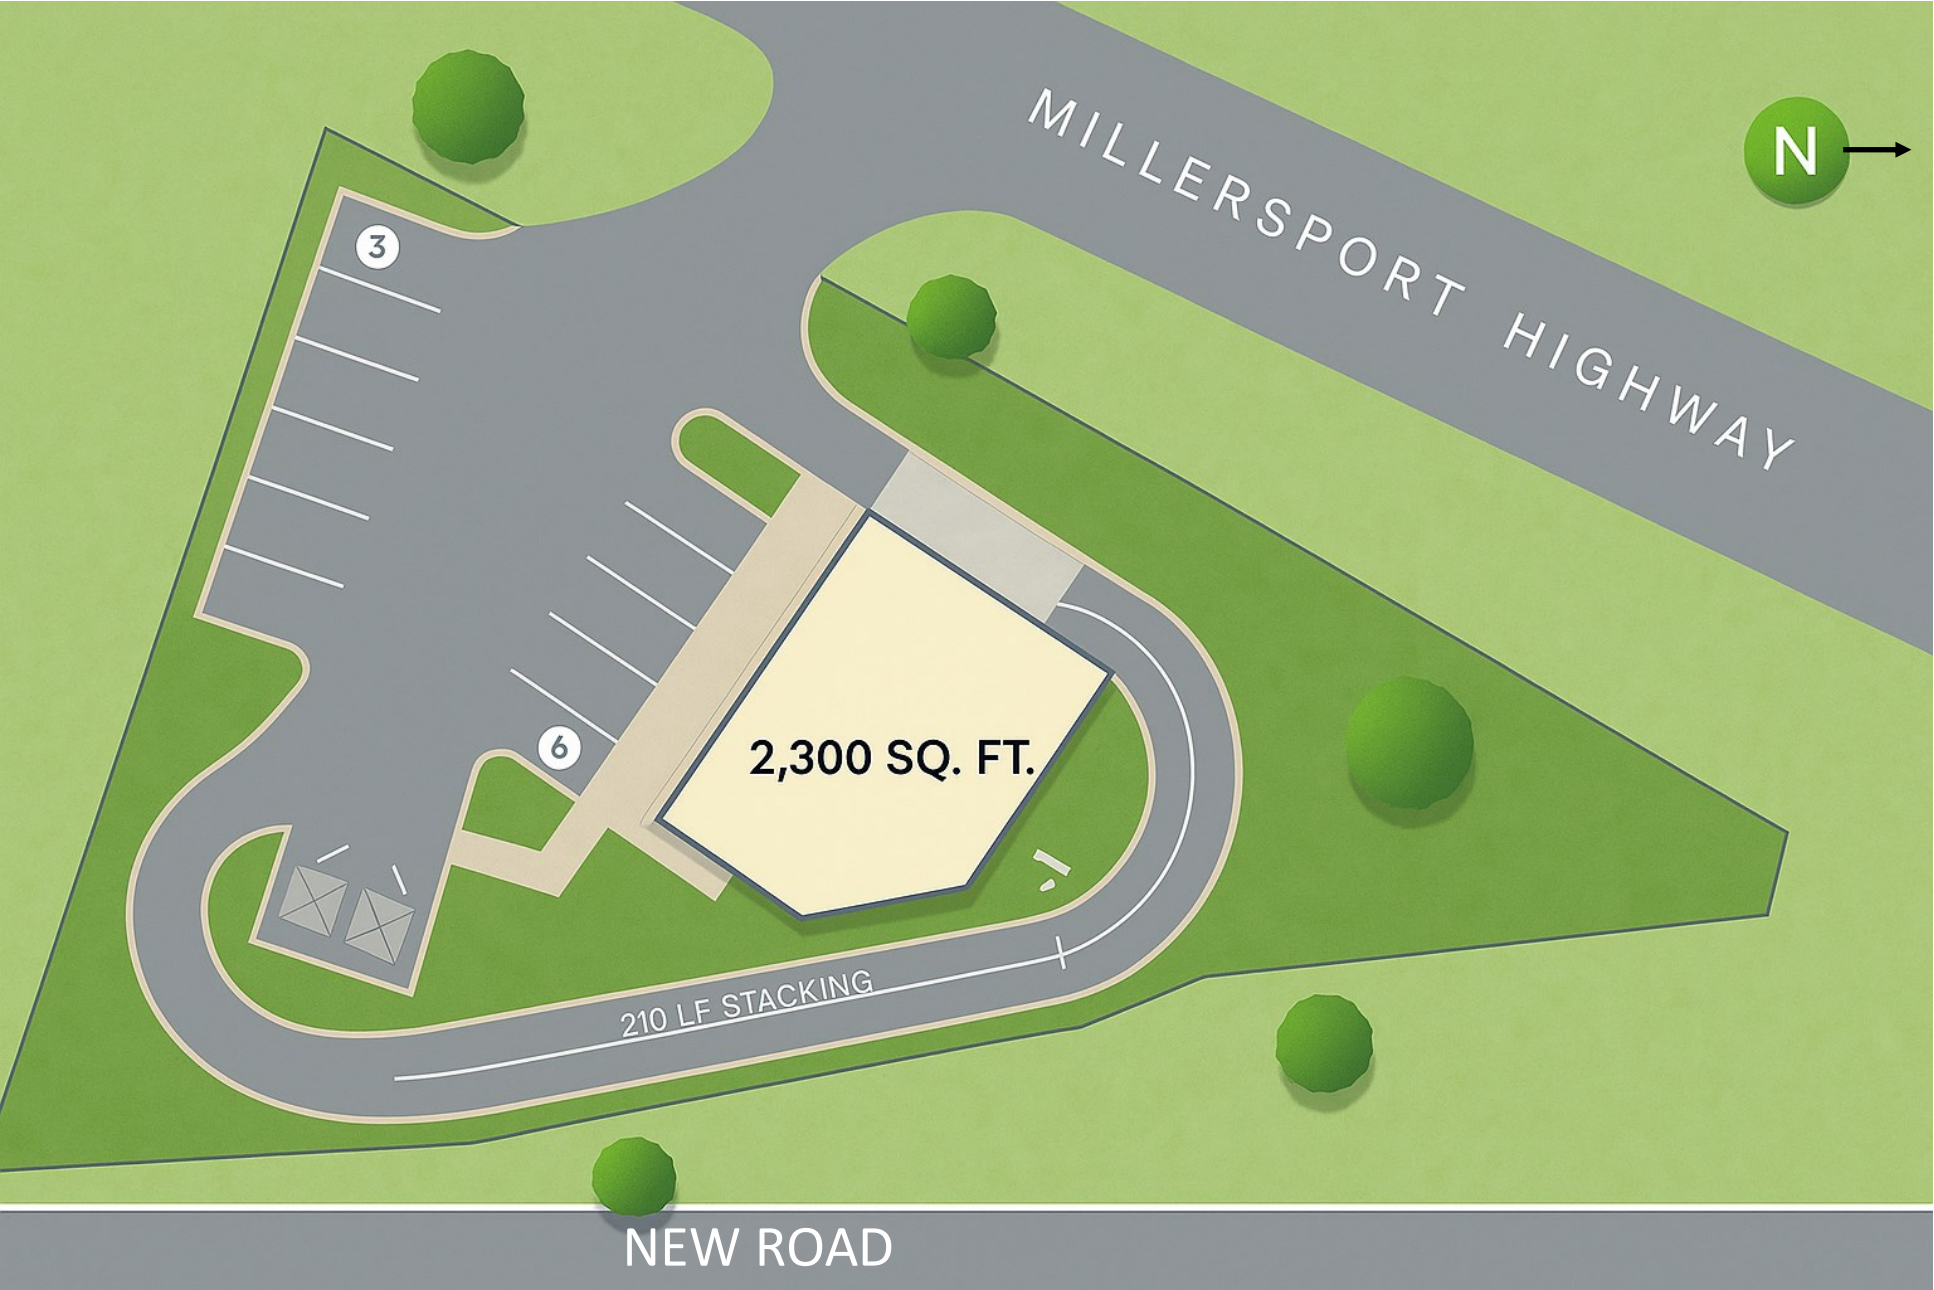 MILLERSPORT HIGHWAY
N
3
6
2,300 SQ. FT.
210 LF STACKING
NEW ROAD